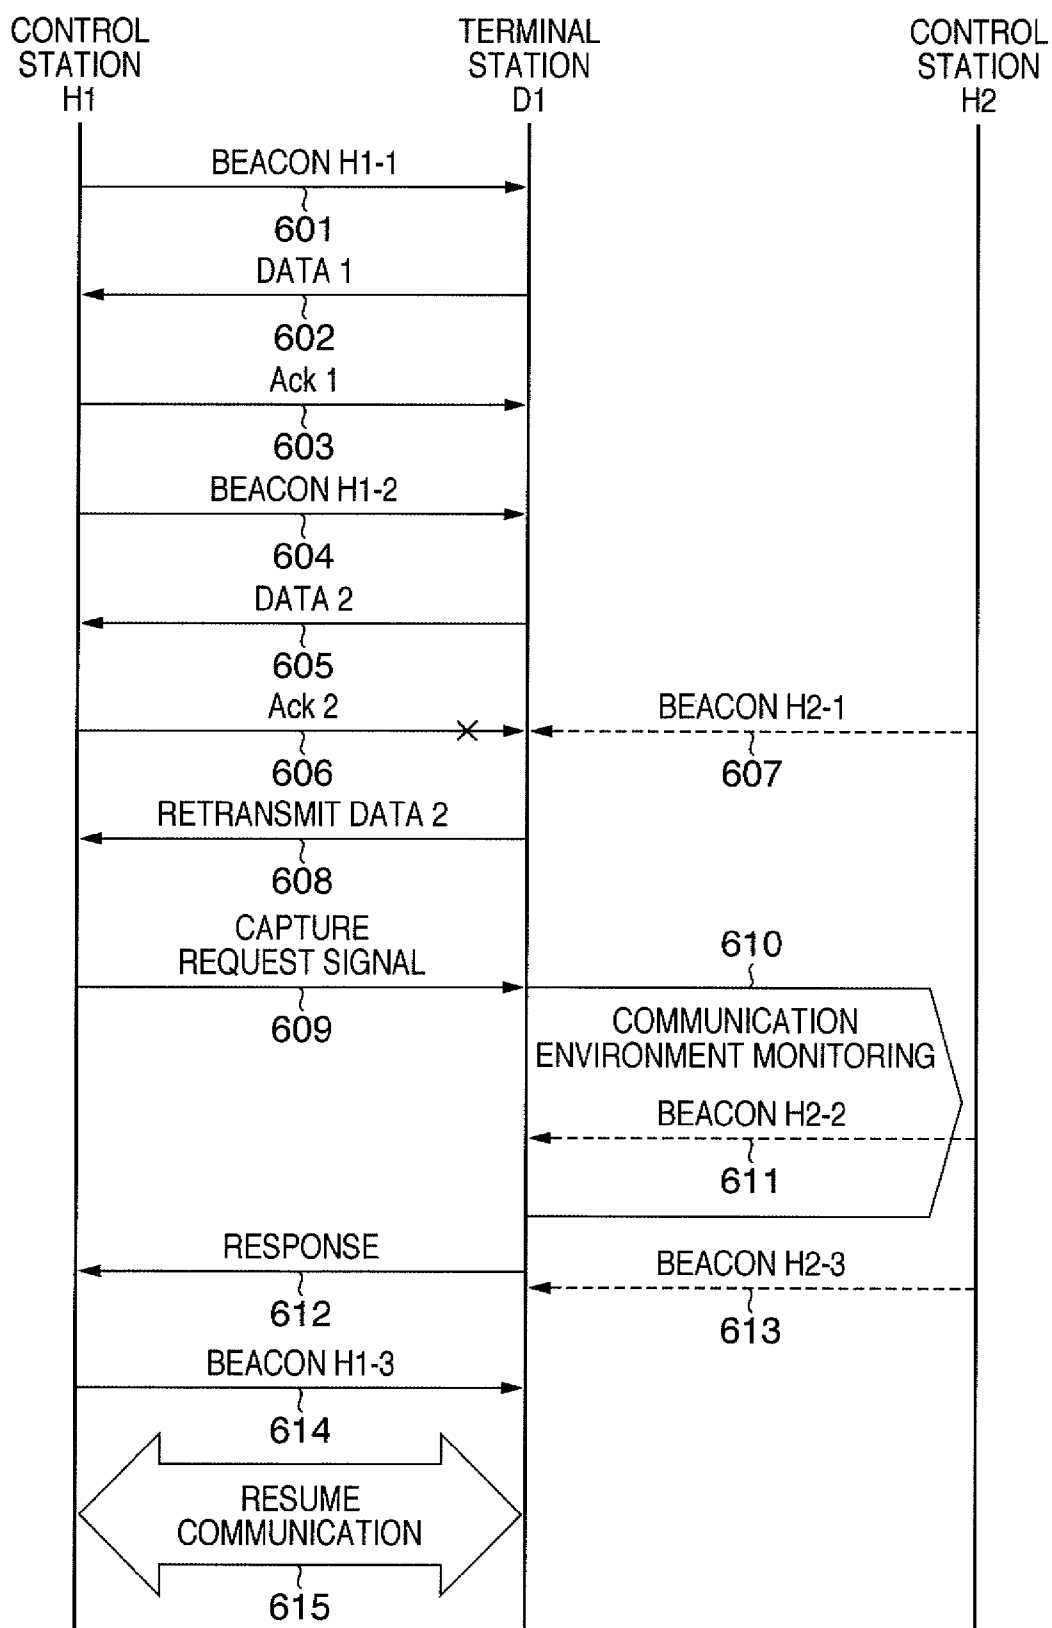 CONTROL
STATION
H1
TERMINAL
STATION
D1
CONTROL
STATION
H2
BEACON H1-1
601
DATA 1
602
Ack 1
603
BEACON H1-2
604
DATA 2
605
Ack 2
606
BEACON H2-1
607
RETRANSMIT DATA 2
608
CAPTURE
REQUEST SIGNAL
609
610
COMMUNICATION
ENVIRONMENT MONITORING
BEACON H2-2
611
RESPONSE
612
BEACON H2-3
613
BEACON H1-3
614
RESUME
COMMUNICATION
615